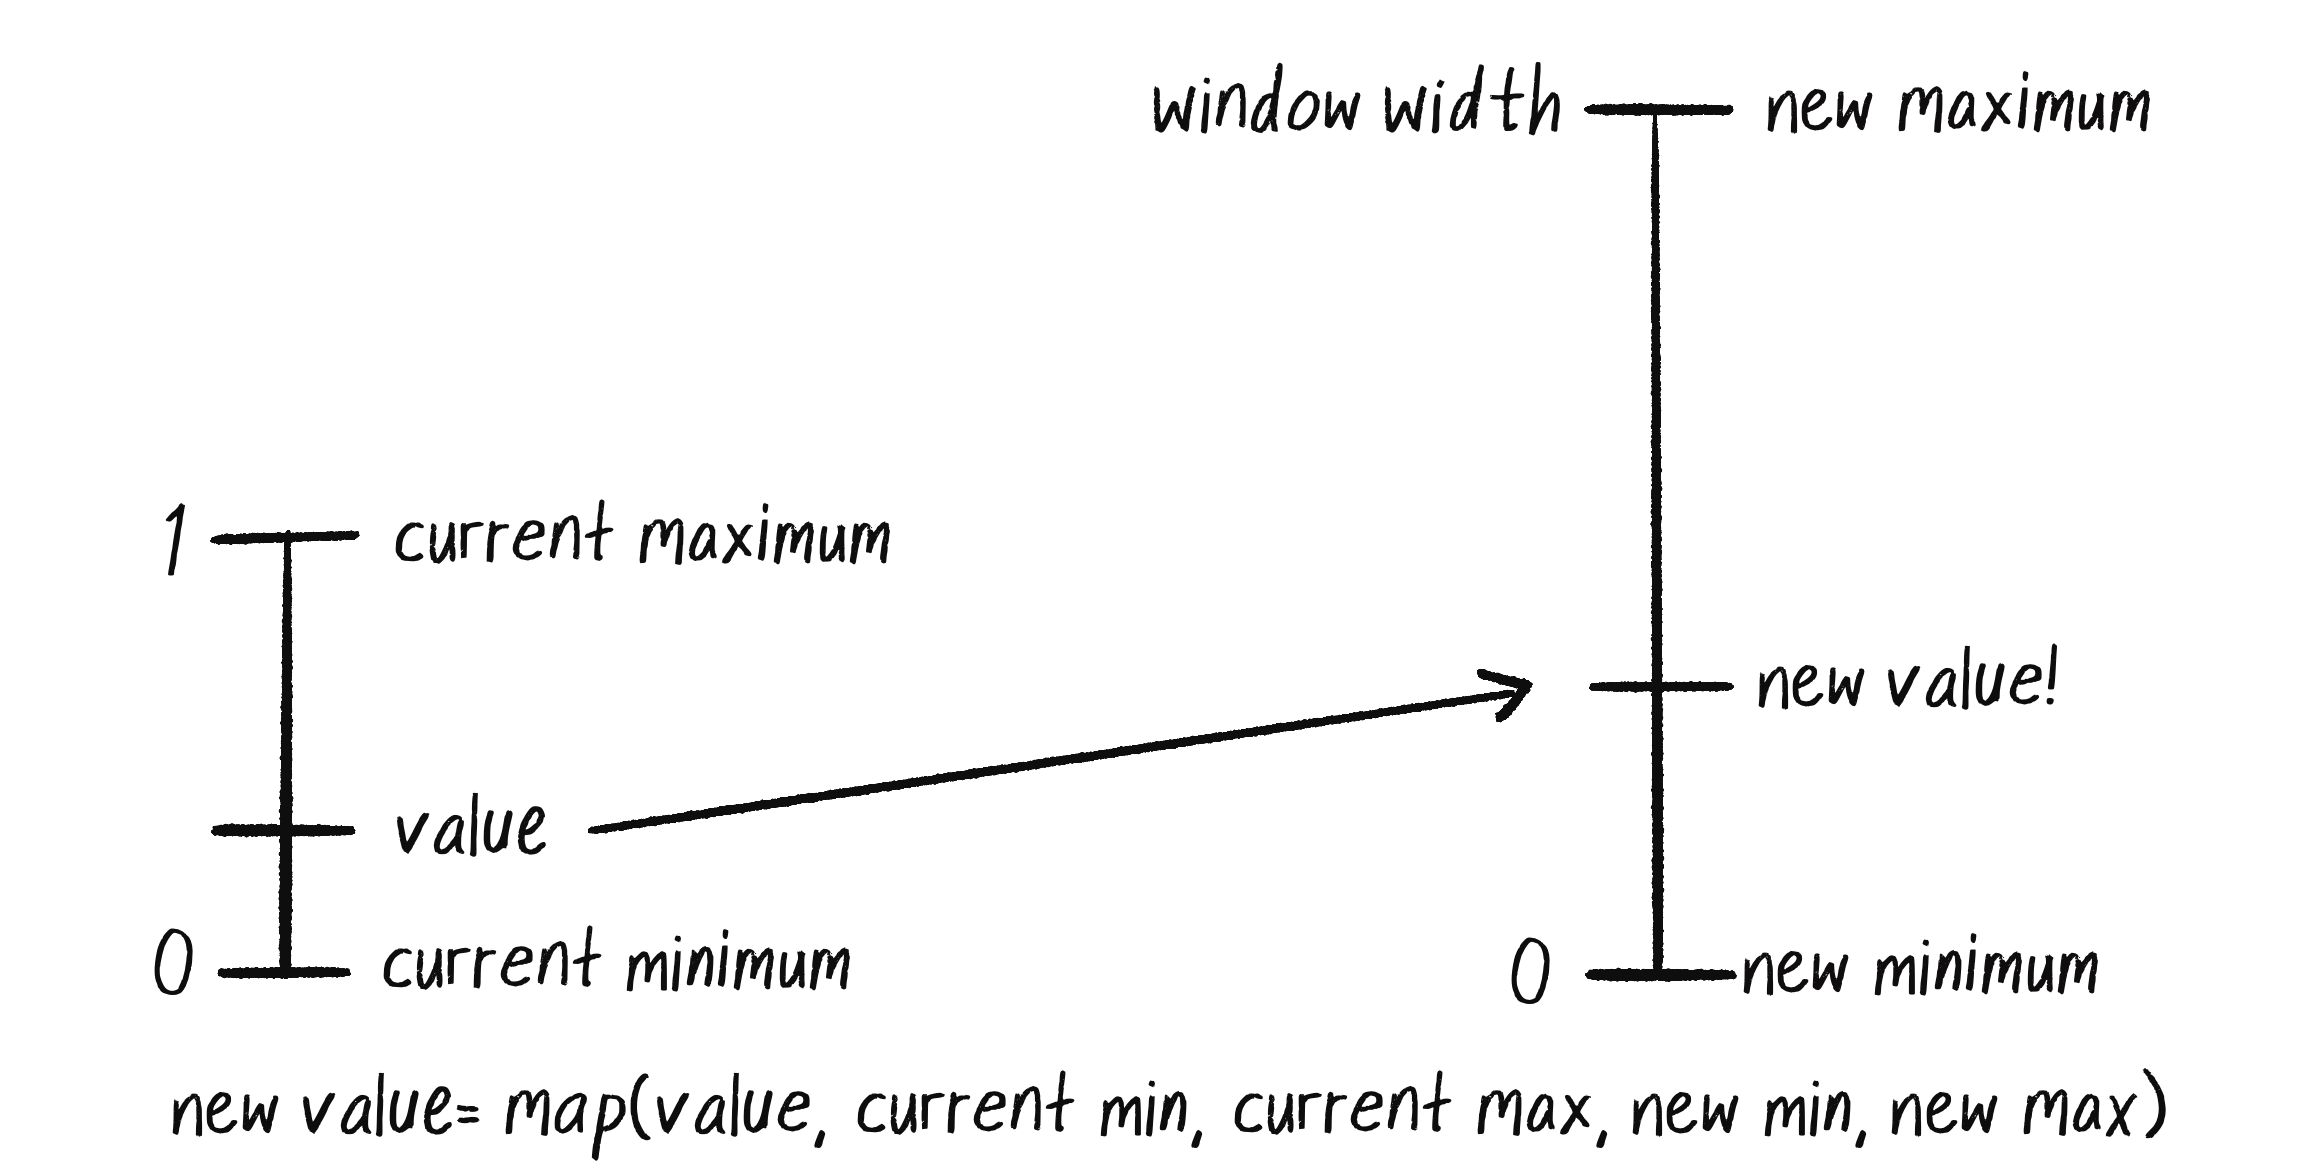 window width new maximum
1 current maximum
new value!
value
0 current minimum
0 new minimum
new value= map(value, current min, current max, new min, new max)